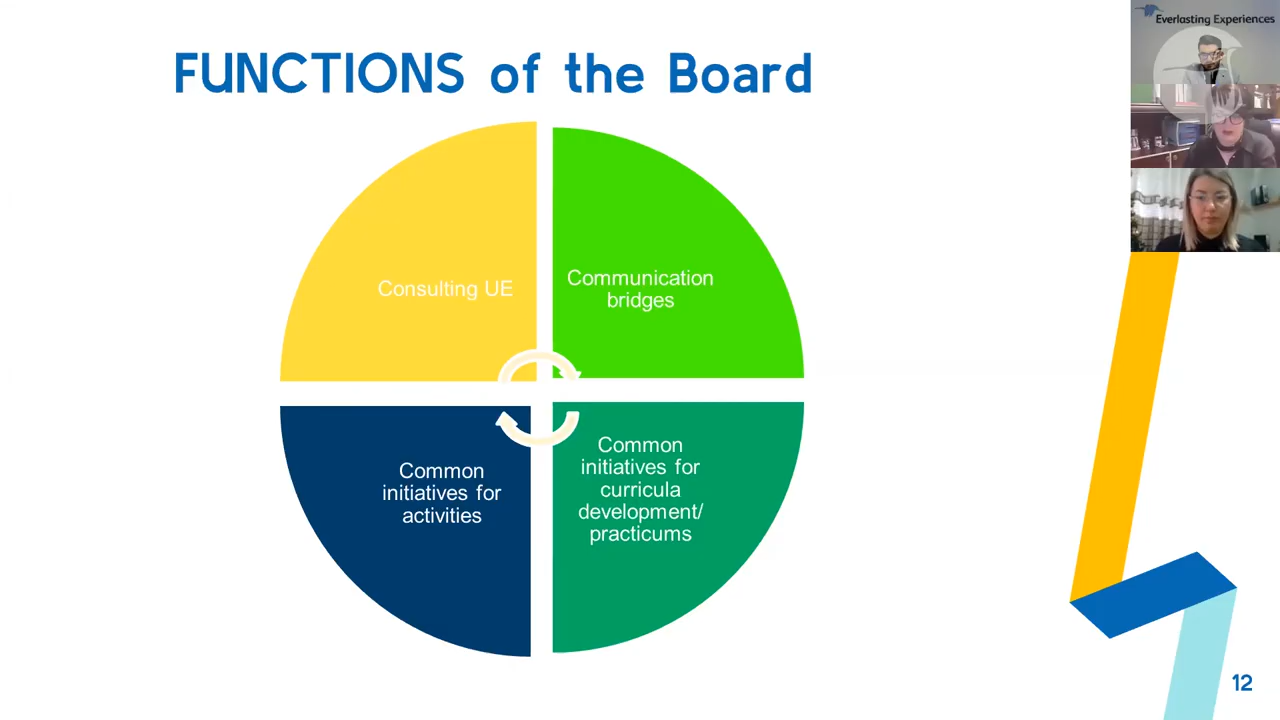 FUNCTIONS of the Board
Everlasting Experiences
Consulting UE
Communication
bridges
Common
initiatives for
activities
Common
initiatives for
curricula
development/
practicums
12